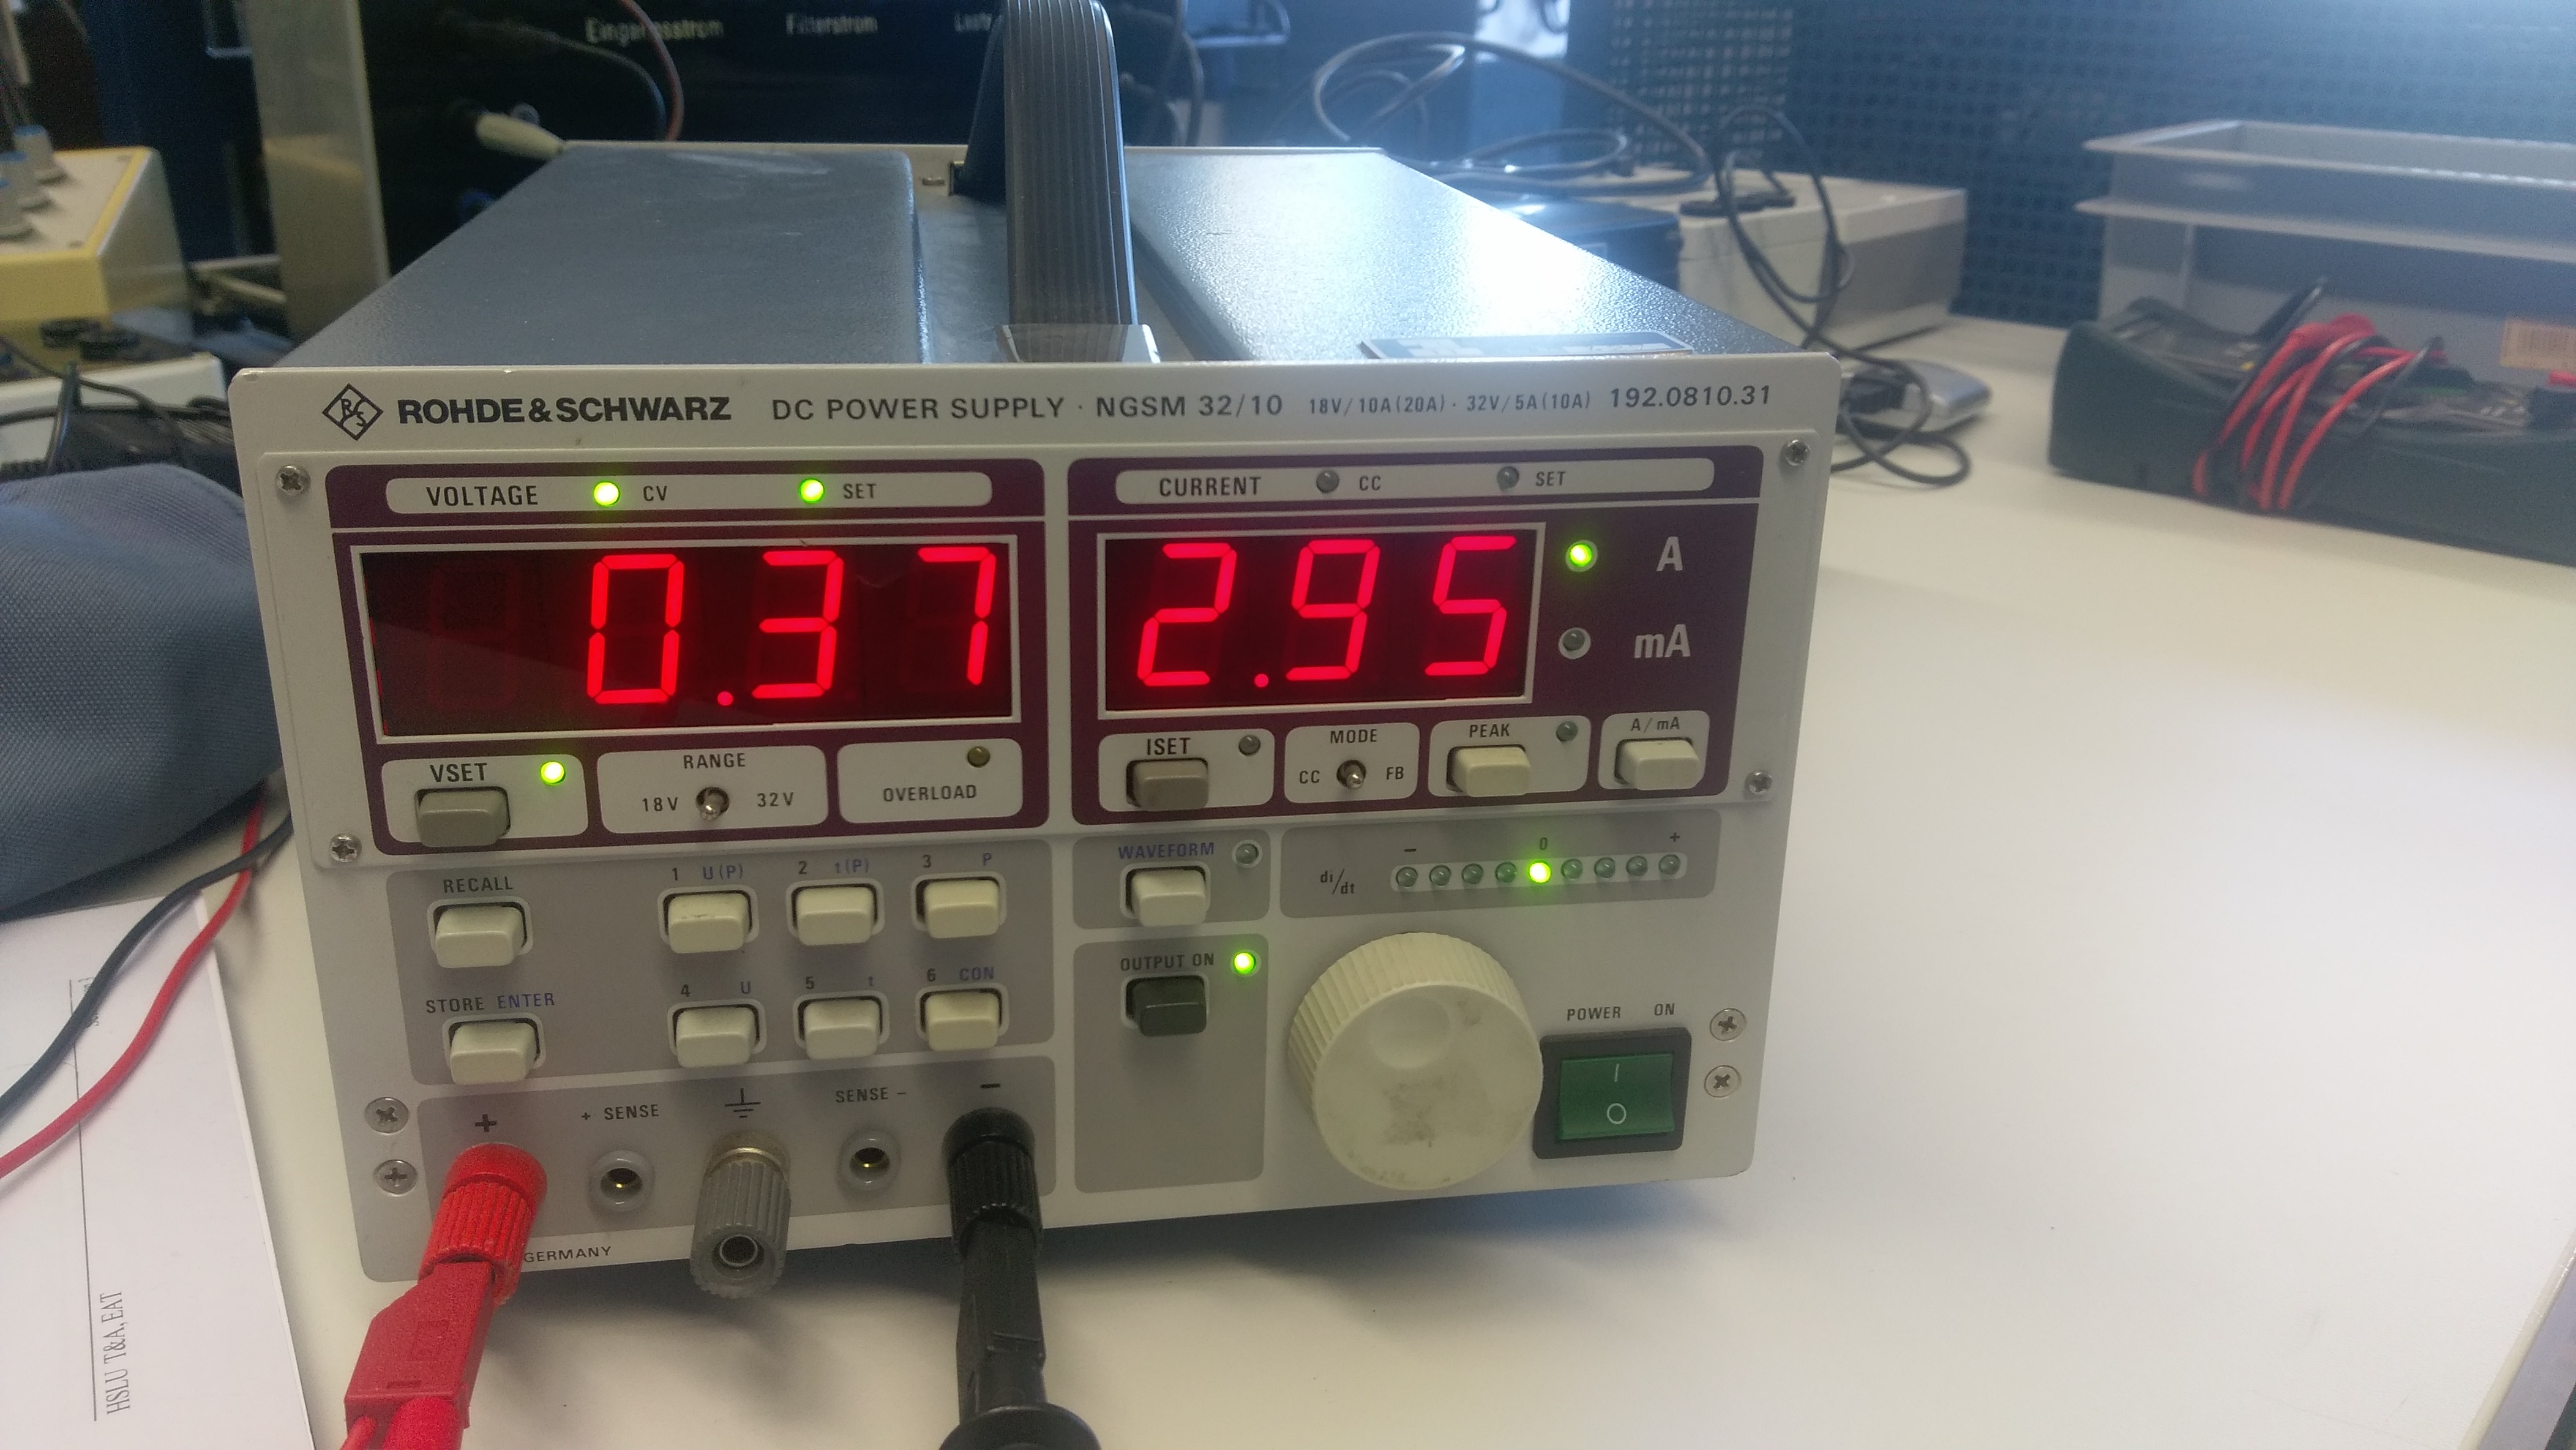 Eingangsstrom Filterstrom
ROHDE & SCHWARZ DC POWER SUPPLY · NGSM 32/10 18V/10A(20A) · 32V/5A(10A) 192.0810.31
VOLTAGE CV SET
CURRENT CC SET
0.37
2.95
A
mA
VSET
RANGE
18V 32V
OVERLOAD
ISET
MODE
CC FB
PEAK
A/mA
RECALL
1 U(P) 2 t(P) 3 P
STORE ENTER
4 U 5 t 6 CON
WAVEFORM
di/dt
- 0 +
OUTPUT ON
POWER ON
I
O
+ + SENSE SENSE - -
GERMANY
HSLU T&A, EAT